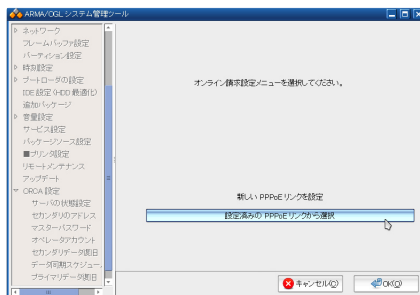 ARMA/OGL システム管理ツール
ネットワーク
フレームバッファ設定
パーティション設定
時刻設定
ブートローダの設定
IDE 設定 (HDD 最適化)
追加パッケージ
音量設定
サービス設定
パッケージソース設定
■プリンタ設定
リモートメンテナンス
アップデート
ORCA 設定
サーバの状態設定
セカンダリのアドレス
マスターパスワード
オペレータアカウント
セカンダリデータ復旧
データ同期スケジュー
プライマリデータ復旧
オンライン請求設定メニューを選択してください。
新しい PPPoE リンクを設定
設定済みの PPPoE リンクから選択
キャンセル(C)
OK(O)